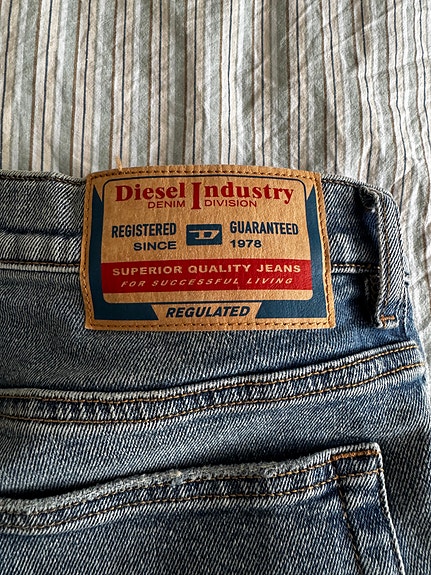 Diesel Industry
DENIM DIVISION
REGISTERED D GUARANTEED
SINCE 1978
SUPERIOR QUALITY JEANS
FOR SUCCESSFUL LIVING
REGULATED